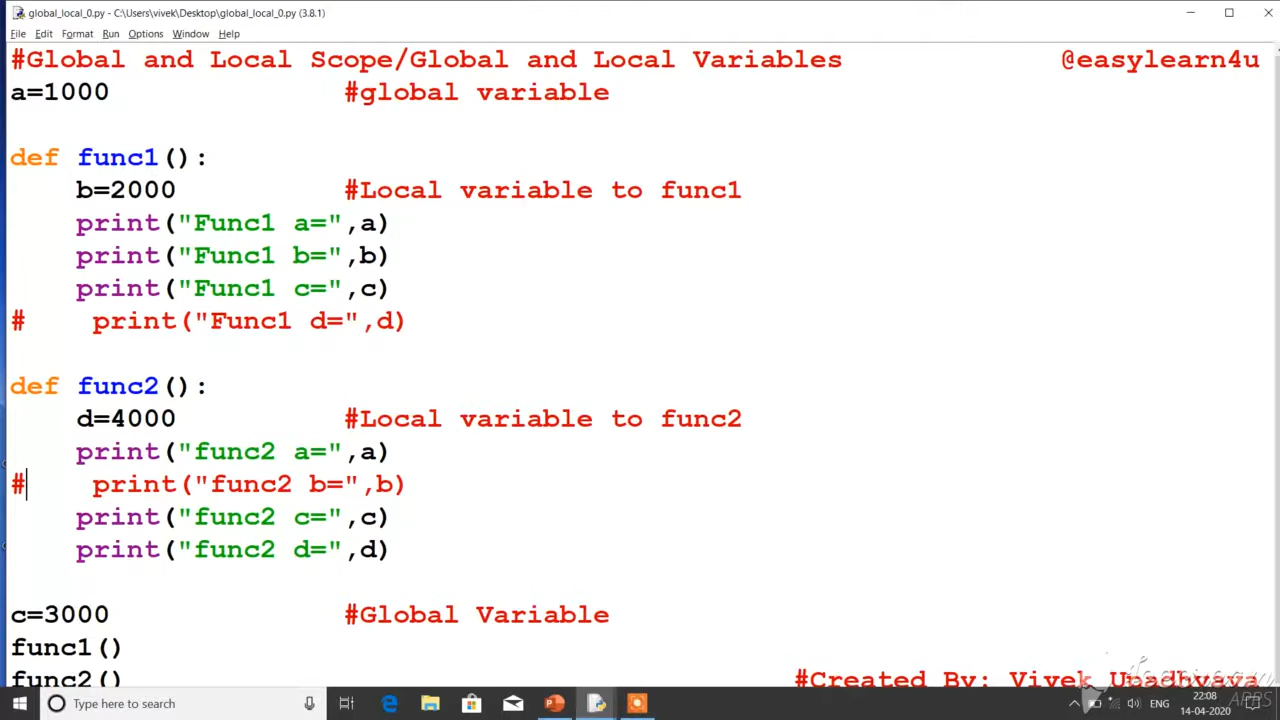 global_local_0.py - C:\Users\vivek\Desktop\global_local_0.py (3.8.1)
File Edit Format Run Options Window Help
#Global and Local Scope/Global and Local Variables @easylearn4u
a=1000 #global variable
def func1():
b=2000 #Local variable to func1
print("Func1 a=",a)
print("Func1 b=",b)
print("Func1 c=",c)
# print("Func1 d=",d)
def func2():
d=4000 #Local variable to func2
print("func2 a=",a)
# print("func2 b=",b)
print("func2 c=",c)
print("func2 d=",d)
c=3000 #Global Variable
func1()
func2() #Created By: Vivek Upadhyaya
Type here to search
ENG
22:08
14-04-2020
APPS